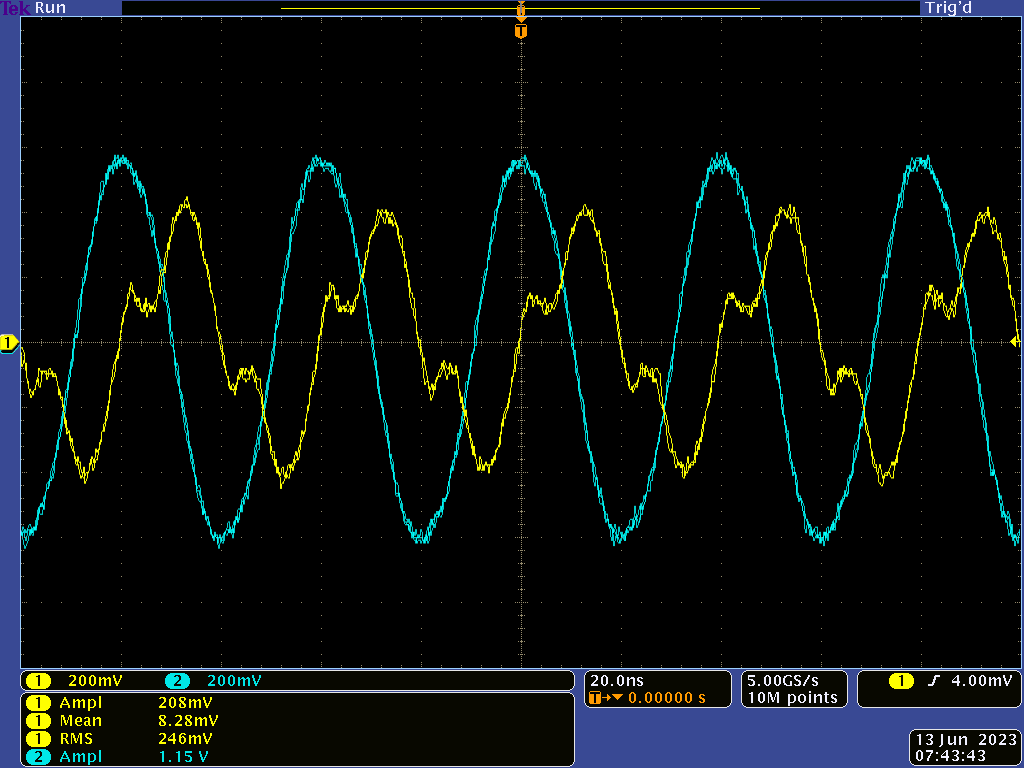 Tek Run Trig'd
T
T
1
1 200mV 2 200mV
20.0ns
T→▼ 0.00000 s
5.00GS/s
10M points
1 4.00mV
1 Ampl 208mV
1 Mean 8.28mV
1 RMS 246mV
2 Ampl 1.15 V
13 Jun 2023
07:43:43